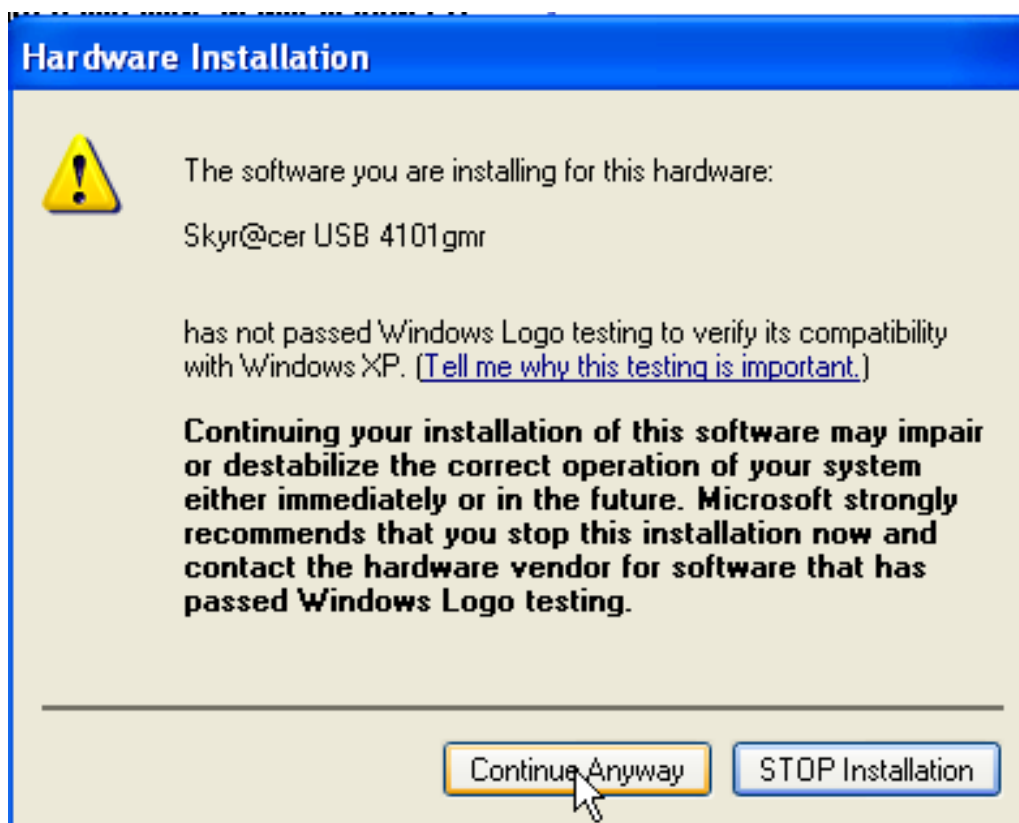 Hardware Installation
The software you are installing for this hardware:
Skyr@cer USB 4101gmr
has not passed Windows Logo testing to verify its compatibility
with Windows XP. (Tell me why this testing is important.)
Continuing your installation of this software may impair
or destabilize the correct operation of your system
either immediately or in the future. Microsoft strongly
recommends that you stop this installation now and
contact the hardware vendor for software that has
passed Windows Logo testing.
Continue Anyway
STOP Installation